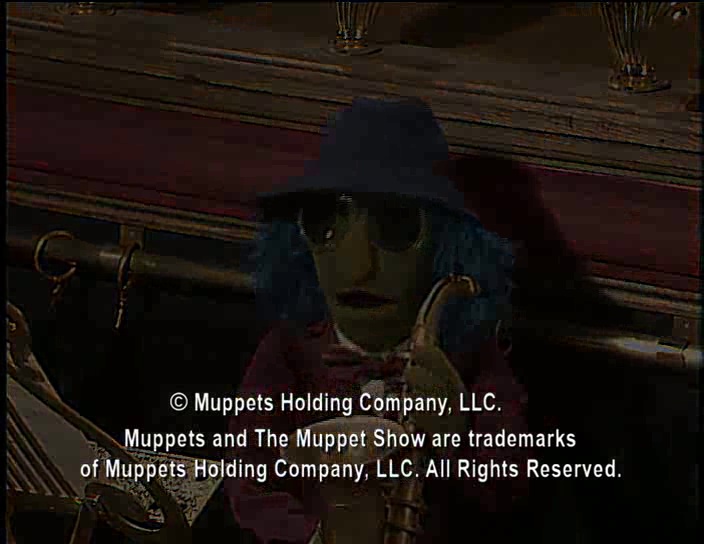 © Muppets Holding Company, LLC.
Muppets and The Muppet Show are trademarks
of Muppets Holding Company, LLC. All Rights Reserved.